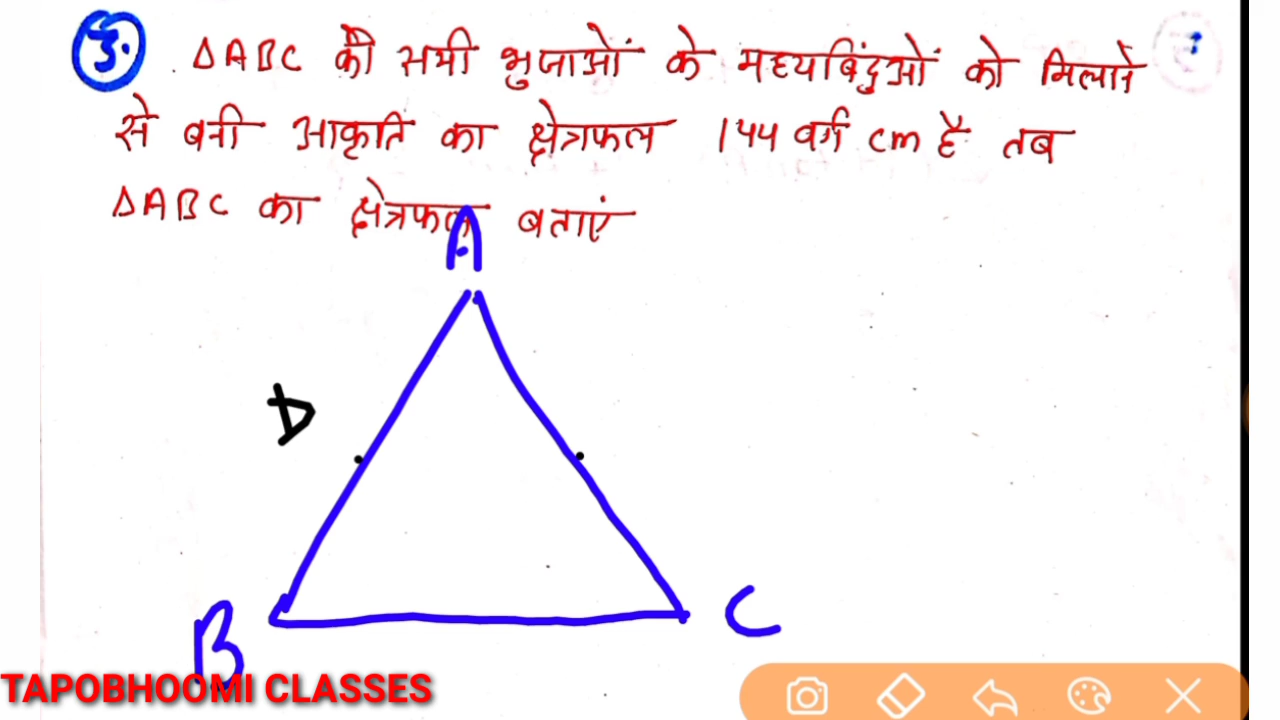 3. ΔABC की सभी भुजाओं के मध्यबिंदुओं को मिलाने
से बनी आकृति का क्षेत्रफल 144 वर्ग cm है तब
ΔABC का क्षेत्रफल बताएं
A
D
B
C
TAPOBHOOMI CLASSES